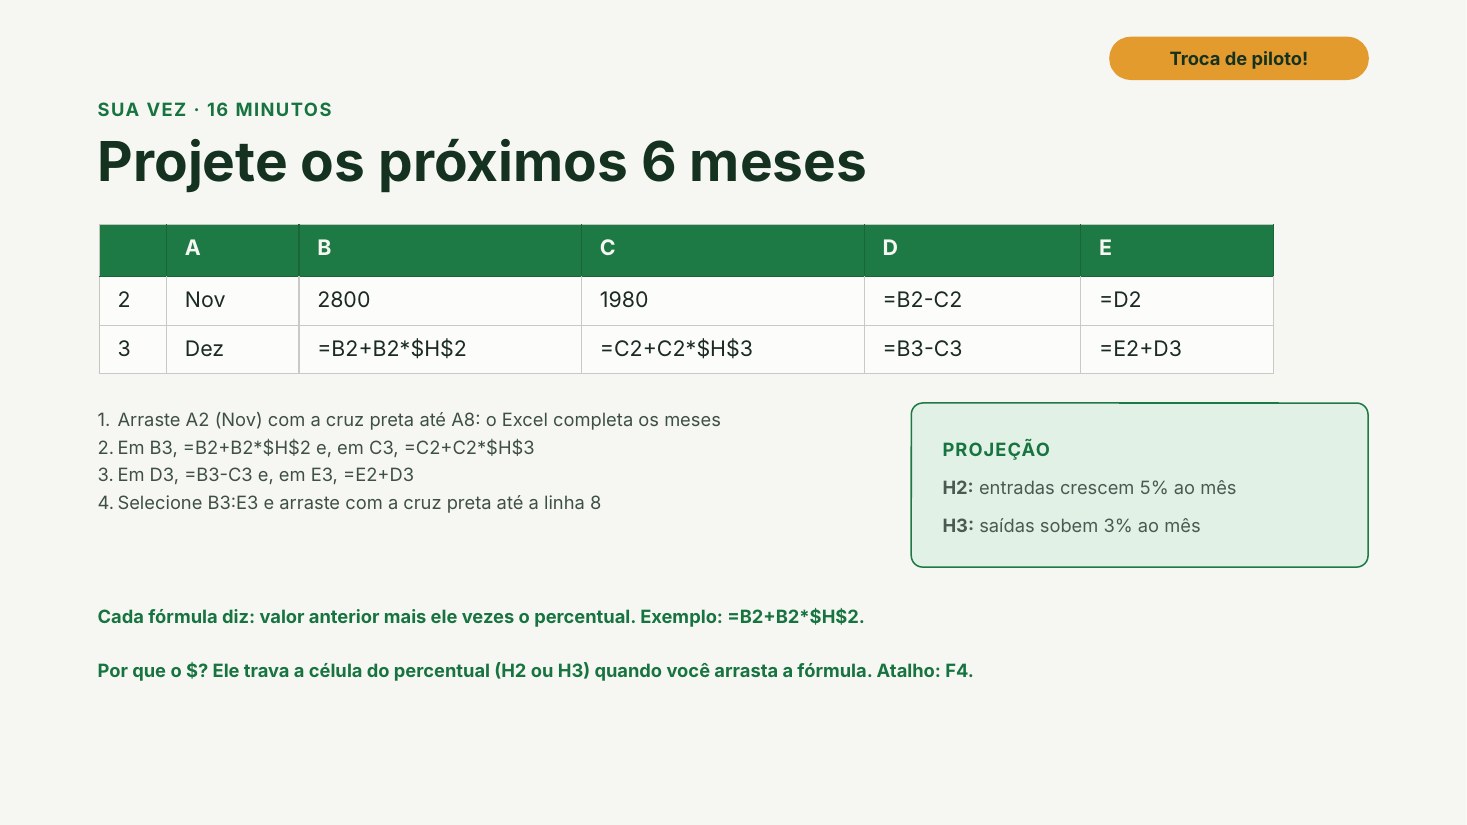 Troca de piloto!
SUA VEZ · 16 MINUTOS
Projete os próximos 6 meses
A B C D E
2 Nov 2800 1980 =B2-C2 =D2
3 Dez =B2+B2*$H$2 =C2+C2*$H$3 =B3-C3 =E2+D3
1. Arraste A2 (Nov) com a cruz preta até A8: o Excel completa os meses
2. Em B3, =B2+B2*$H$2 e, em C3, =C2+C2*$H$3
3. Em D3, =B3-C3 e, em E3, =E2+D3
4. Selecione B3:E3 e arraste com a cruz preta até a linha 8
PROJEÇÃO
H2: entradas crescem 5% ao mês
H3: saídas sobem 3% ao mês
Cada fórmula diz: valor anterior mais ele vezes o percentual. Exemplo: =B2+B2*$H$2.
Por que o $? Ele trava a célula do percentual (H2 ou H3) quando você arrasta a fórmula. Atalho: F4.